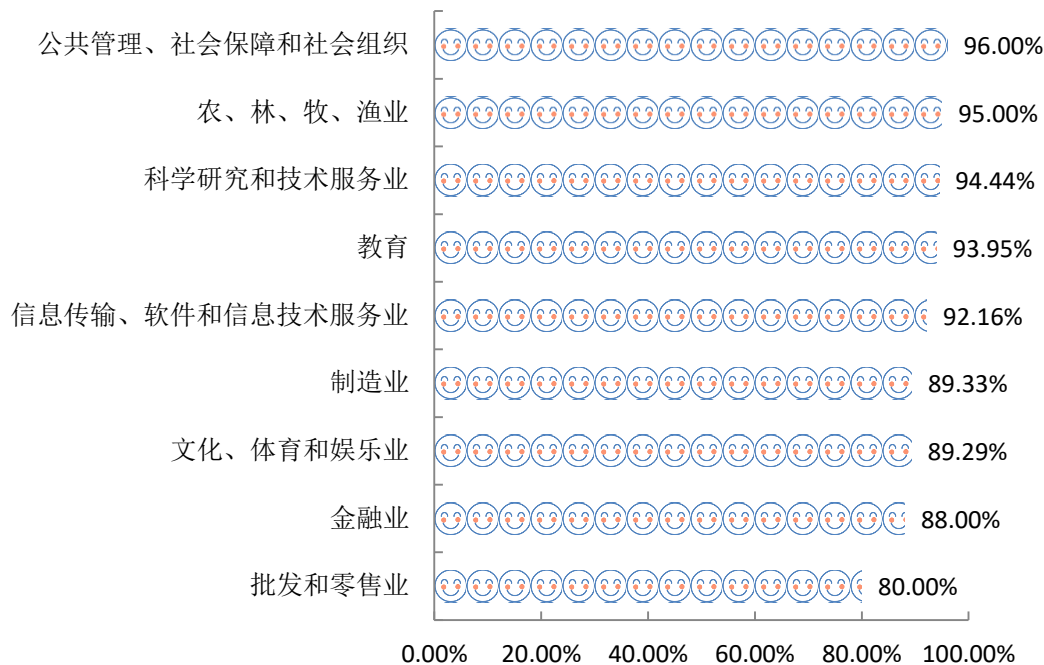 公共管理、社会保障和社会组织 96.00%
农、林、牧、渔业 95.00%
科学研究和技术服务业 94.44%
教育 93.95%
信息传输、软件和信息技术服务业 92.16%
制造业 89.33%
文化、体育和娱乐业 89.29%
金融业 88.00%
批发和零售业 80.00%
0.00% 20.00% 40.00% 60.00% 80.00% 100.00%